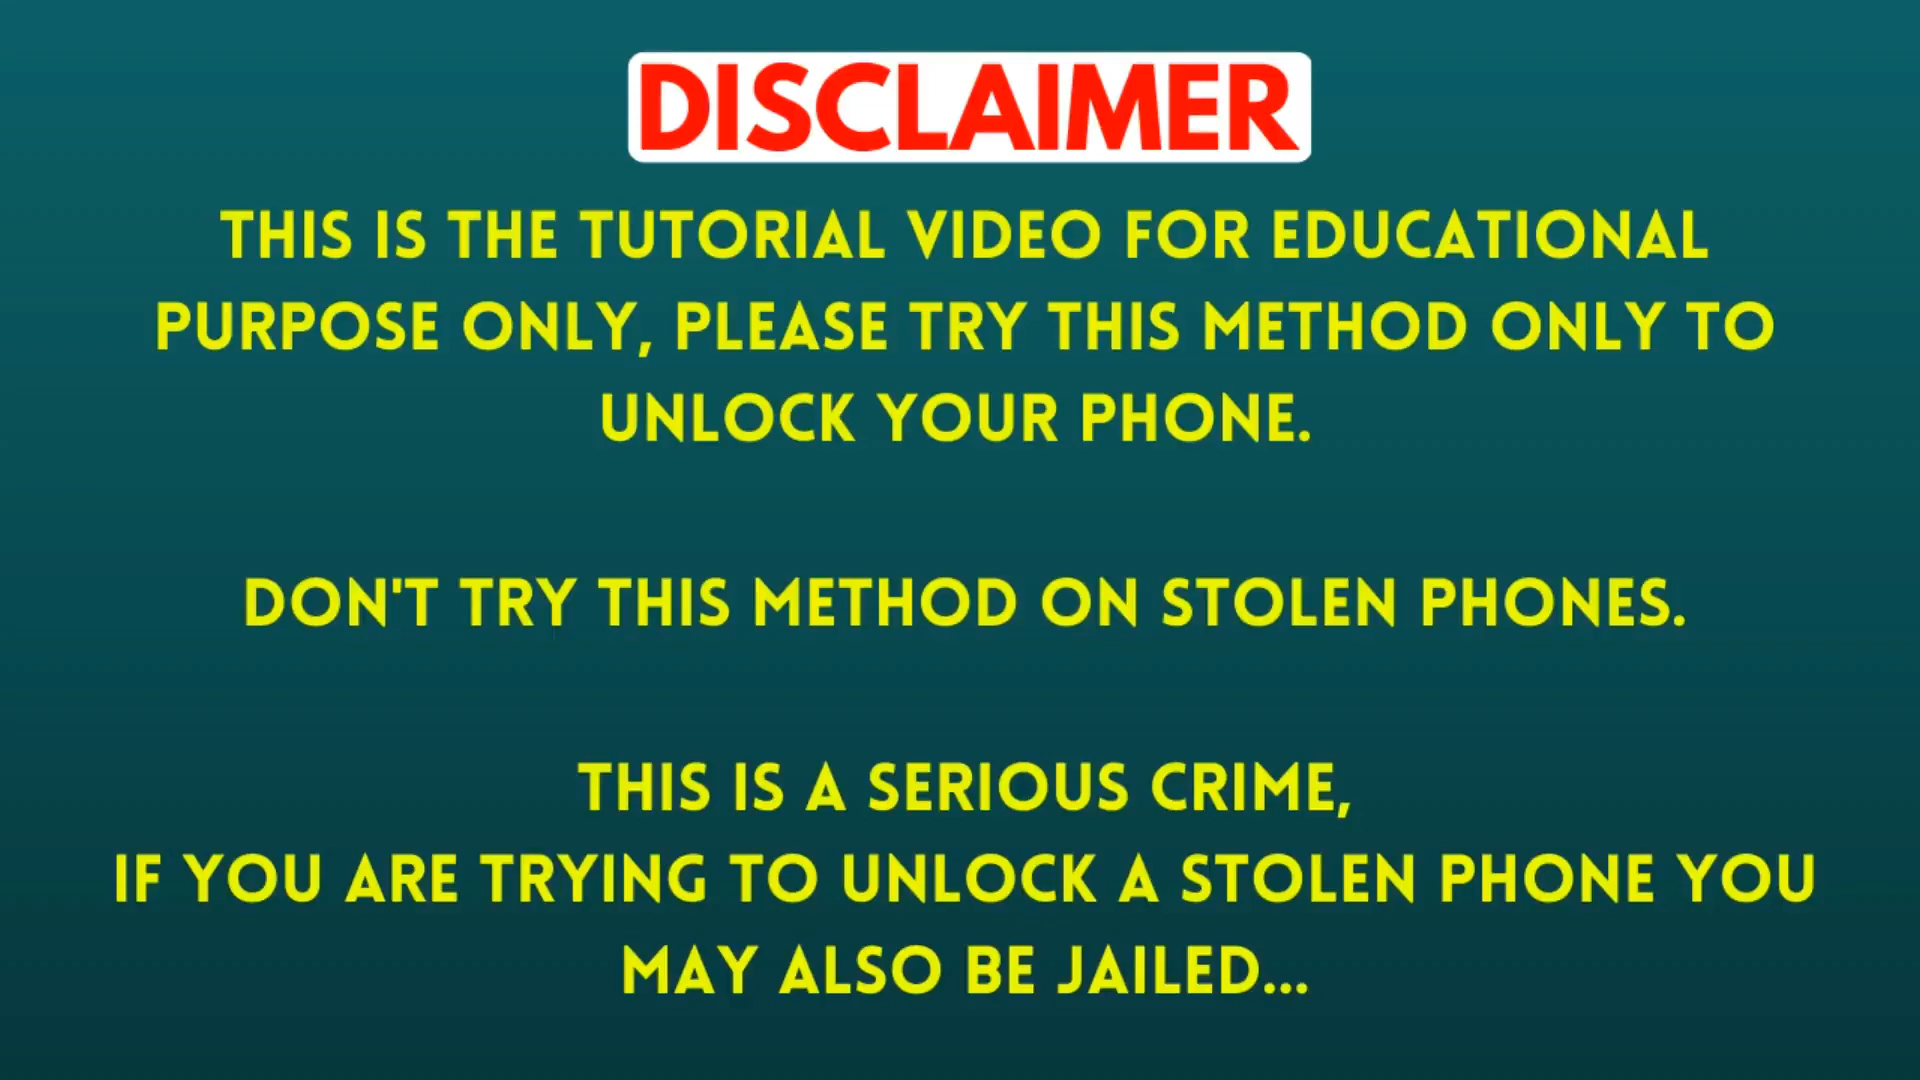 DISCLAIMER
THIS IS THE TUTORIAL VIDEO FOR EDUCATIONAL
PURPOSE ONLY, PLEASE TRY THIS METHOD ONLY TO
UNLOCK YOUR PHONE.
DON'T TRY THIS METHOD ON STOLEN PHONES.
THIS IS A SERIOUS CRIME,
IF YOU ARE TRYING TO UNLOCK A STOLEN PHONE YOU
MAY ALSO BE JAILED...